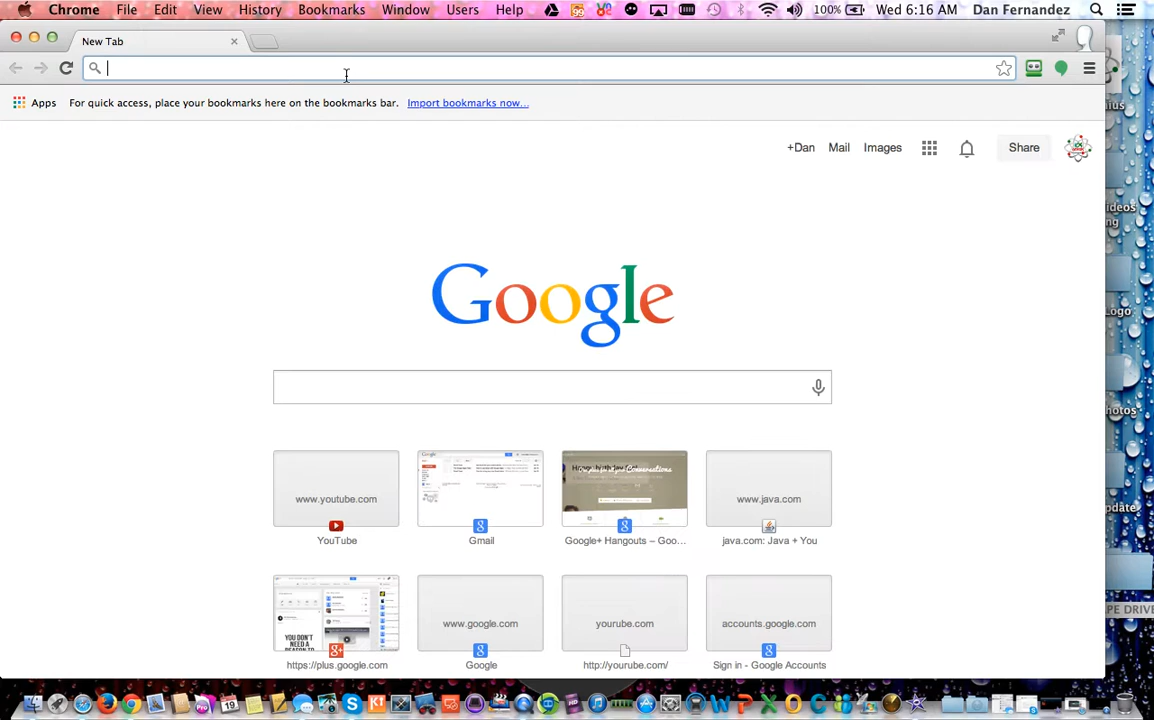 Chrome File Edit View History Bookmarks Window Users Help 100% Wed 6:16 AM Dan Fernandez
New Tab
Apps For quick access, place your bookmarks here on the bookmarks bar. Import bookmarks now...
+Dan Mail Images Share
Google
www.youtube.com www.java.com
YouTube Gmail Google+ Hangouts – Goo... java.com: Java + You
www.google.com yourube.com accounts.google.com
YOU DON'T
NEED A
https://plus.google.com Google http://yourube.com/ Sign in - Google Accounts